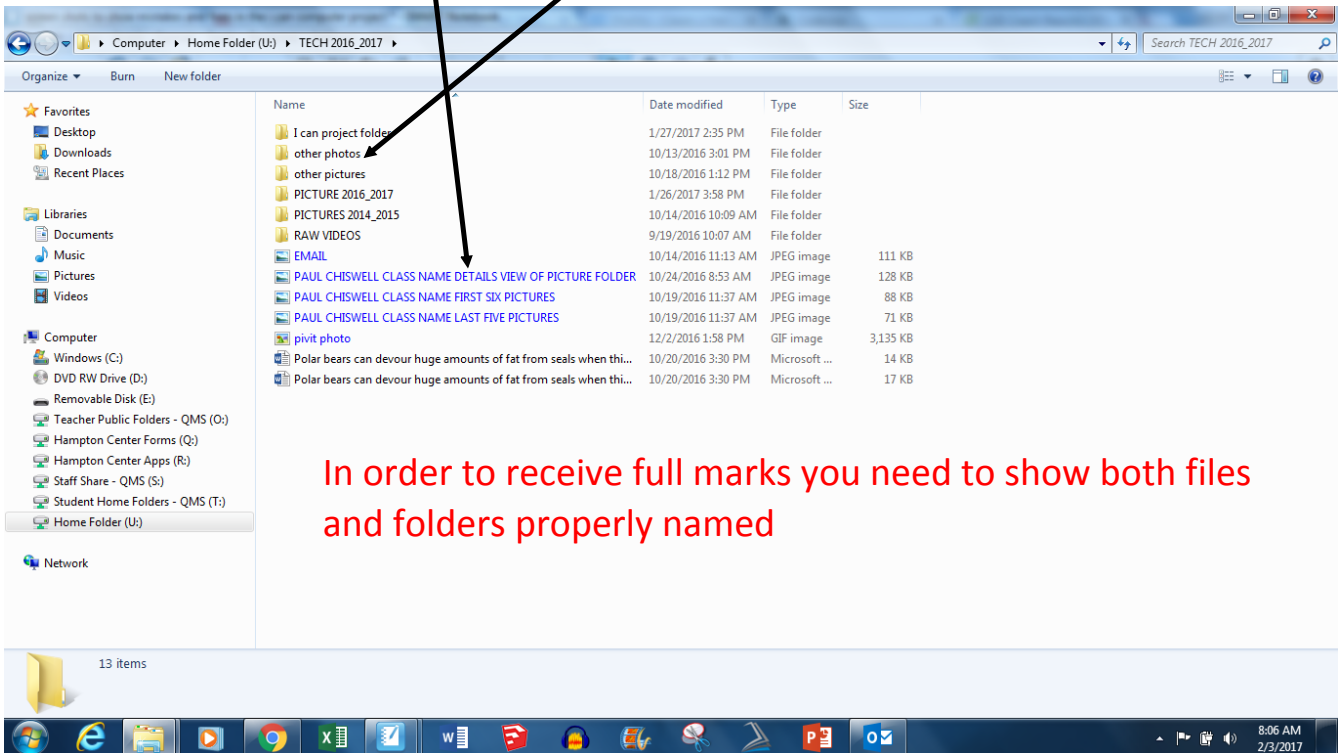 Computer ▸ Home Folder (U:) ▸ TECH 2016_2017 ▸
Search TECH 2016_2017
Organize Burn New folder
Favorites
Desktop
Downloads
Recent Places
Libraries
Documents
Music
Pictures
Videos
Computer
Windows (C:)
DVD RW Drive (D:)
Removable Disk (E:)
Teacher Public Folders - QMS (O:)
Hampton Center Forms (Q:)
Hampton Center Apps (R:)
Staff Share - QMS (S:)
Student Home Folders - QMS (T:)
Home Folder (U:)
Network
Name Date modified Type Size
I can project folder 1/27/2017 2:35 PM File folder
other photos 10/13/2016 3:01 PM File folder
other pictures 10/18/2016 1:12 PM File folder
PICTURE 2016_2017 1/26/2017 3:58 PM File folder
PICTURES 2014_2015 10/14/2016 10:09 AM File folder
RAW VIDEOS 9/19/2016 10:07 AM File folder
EMAIL 10/14/2016 11:13 AM JPEG image 111 KB
PAUL CHISWELL CLASS NAME DETAILS VIEW OF PICTURE FOLDER 10/24/2016 8:53 AM JPEG image 128 KB
PAUL CHISWELL CLASS NAME FIRST SIX PICTURES 10/19/2016 11:37 AM JPEG image 88 KB
PAUL CHISWELL CLASS NAME LAST FIVE PICTURES 10/19/2016 11:37 AM JPEG image 71 KB
pivit photo 12/2/2016 1:58 PM GIF image 3,135 KB
Polar bears can devour huge amounts of fat from seals when thi... 10/20/2016 3:30 PM Microsoft ... 14 KB
Polar bears can devour huge amounts of fat from seals when thi... 10/20/2016 3:30 PM Microsoft ... 17 KB
In order to receive full marks you need to show both files
and folders properly named
13 items
8:06 AM
2/3/2017